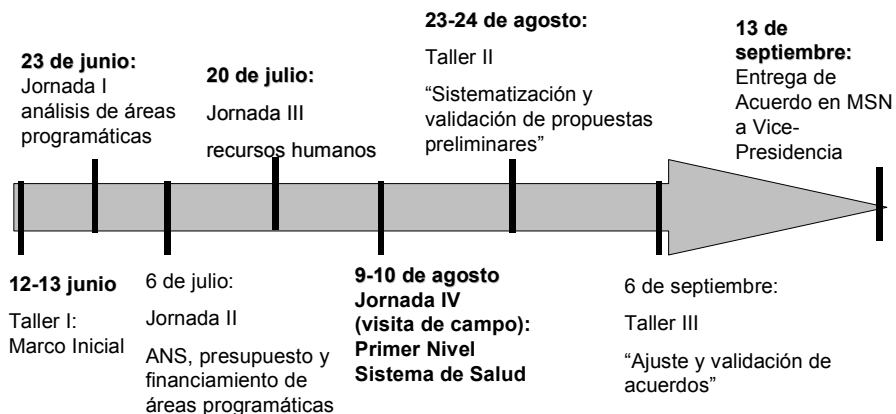 23 de junio:
Jornada I
análisis de áreas
programáticas
20 de julio:
Jornada III
recursos humanos
23-24 de agosto:
Taller II
“Sistematización y
validación de propuestas
preliminares”
13 de
septiembre:
Entrega de
Acuerdo en MSN
a Vice-
Presidencia
12-13 junio
Taller I:
Marco Inicial
6 de julio:
Jornada II
ANS, presupuesto y
financiamiento de
áreas programáticas
9-10 de agosto
Jornada IV
(visita de campo):
Primer Nivel
Sistema de Salud
6 de septiembre:
Taller III
“Ajuste y validación de
acuerdos”